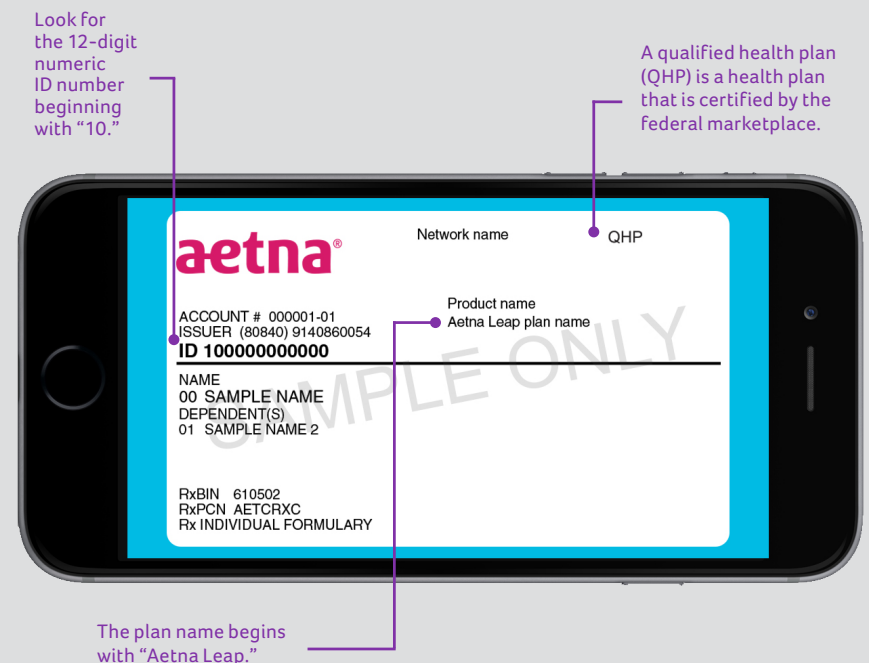 Look for
the 12-digit
numeric
ID number
beginning
with “10.”
A qualified health plan
(QHP) is a health plan
that is certified by the
federal marketplace.
aetna®
Network name
QHP
Product name
Aetna Leap plan name
ACCOUNT # 000001-01
ISSUER (80840) 9140860054
ID 100000000000
NAME
00 SAMPLE NAME
DEPENDENT(S)
01 SAMPLE NAME 2
SAMPLE ONLY
RxBIN 610502
RxPCN AETCRXC
Rx INDIVIDUAL FORMULARY
The plan name begins
with “Aetna Leap.”